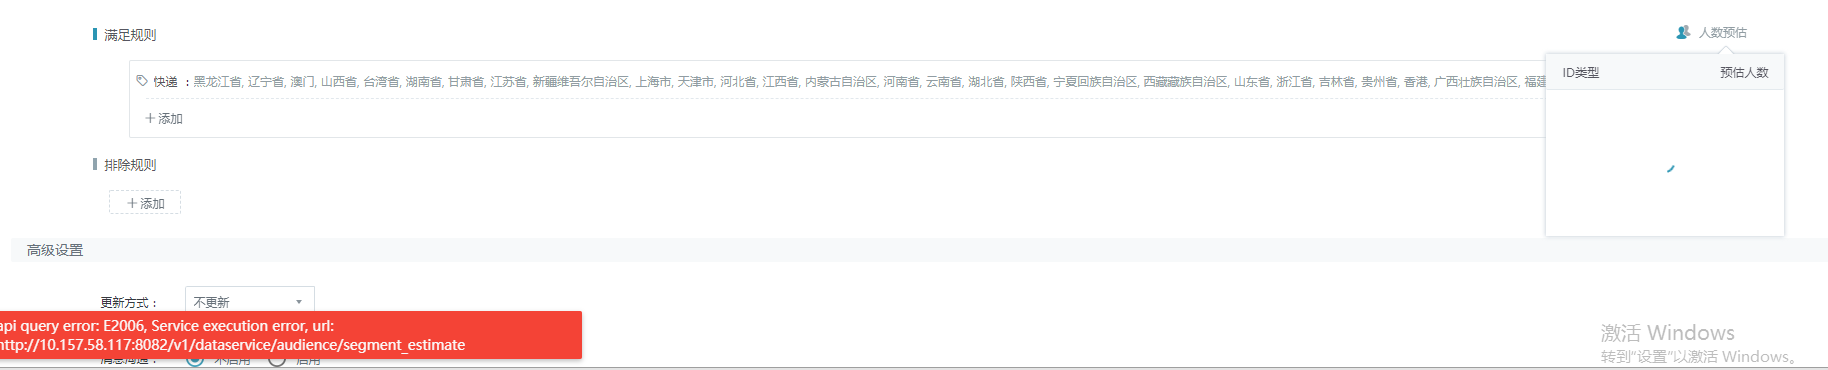 满足规则
人数预估
快递 ：黑龙江省, 辽宁省, 澳门, 山西省, 台湾省, 湖南省, 甘肃省, 江苏省, 新疆维吾尔自治区, 上海市, 天津市, 河北省, 江西省, 内蒙古自治区, 河南省, 云南省, 湖北省, 陕西省, 宁夏回族自治区, 西藏藏族自治区, 山东省, 浙江省, 吉林省, 贵州省, 香港, 广西壮族自治区, 福建
ID类型 预估人数
添加
排除规则
添加
高级设置
更新方式： 不更新
api query error: E2006, Service execution error, url:
http://10.157.58.117:8082/v1/dataservice/audience/segment_estimate
不启用 启用
激活 Windows
转到“设置”以激活 Windows。